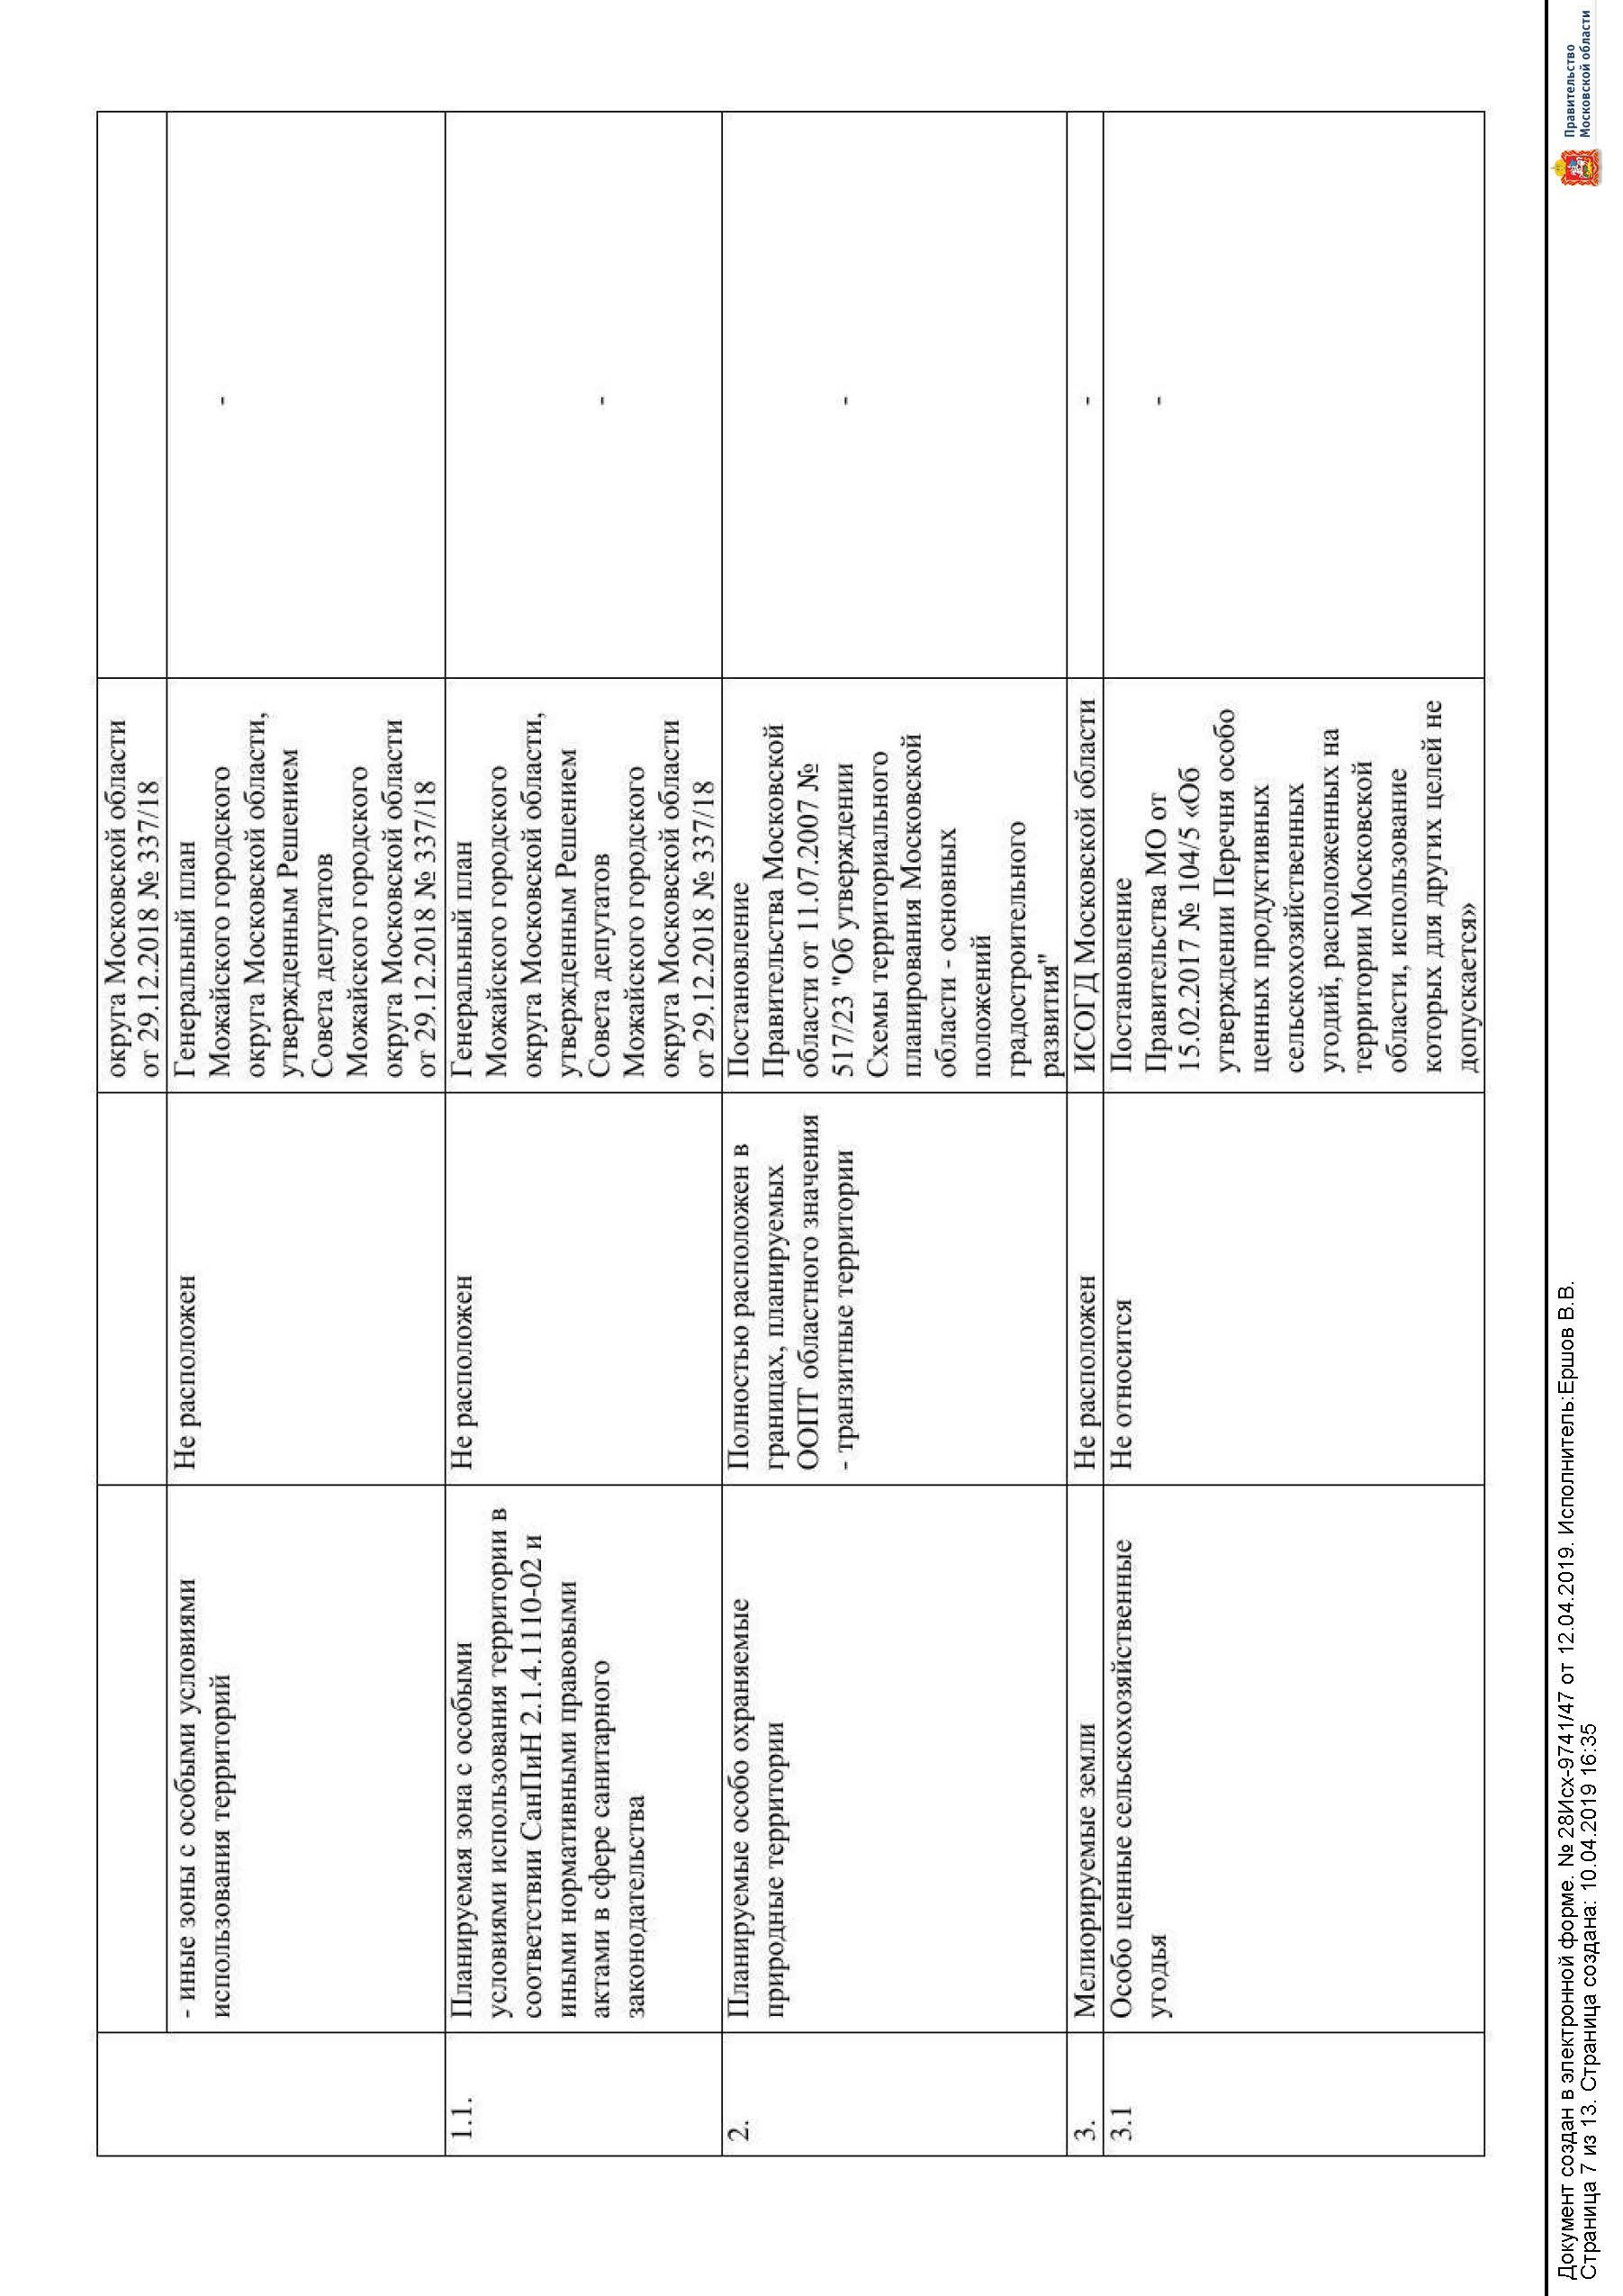 округа Московской области
от 29.12.2018 № 337/18
- иные зоны с особыми условиями
использования территорий
Не расположен
Генеральный план
Можайского городского
округа Московской области,
утвержденным Решением
Совета депутатов
Можайского городского
округа Московской области
от 29.12.2018 № 337/18
-
1.1.
Планируемая зона с особыми
условиями использования территории в
соответствии СанПиН 2.1.4.1110-02 и
иными нормативными правовыми
актами в сфере санитарного
законодательства
Не расположен
Генеральный план
Можайского городского
округа Московской области,
утвержденным Решением
Совета депутатов
Можайского городского
округа Московской области
от 29.12.2018 № 337/18
-
2.
Планируемые особо охраняемые
природные территории
Полностью расположен в
границах, планируемых
ООПТ областного значения
- транзитные территории
Постановление
Правительства Московской
области от 11.07.2007 №
517/23 "Об утверждении
Схемы территориального
планирования Московской
области - основных
положений
градостроительного
развития"
-
3.
Мелиорируемые земли
Не расположен
ИСОГД Московской области
-
3.1
Особо ценные сельскохозяйственные
угодья
Не относится
Постановление
Правительства МО от
15.02.2017 № 104/5 «Об
утверждении Перечня особо
ценных продуктивных
сельскохозяйственных
угодий, расположенных на
территории Московской
области, использование
которых для других целей не
допускается»
-
Документ создан в электронной форме. № 28Исх-9741/47 от 12.04.2019. Исполнитель:Ершов В.В.
Страница 7 из 13. Страница создана: 10.04.2019 16:35
Правительство
Московской области